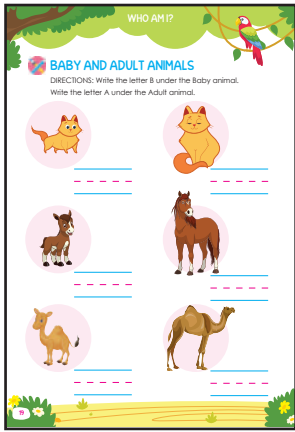 WHO AM I?
BABY AND ADULT ANIMALS
DIRECTIONS: Write the letter B under the Baby animal.
Write the letter A under the Adult animal.
9